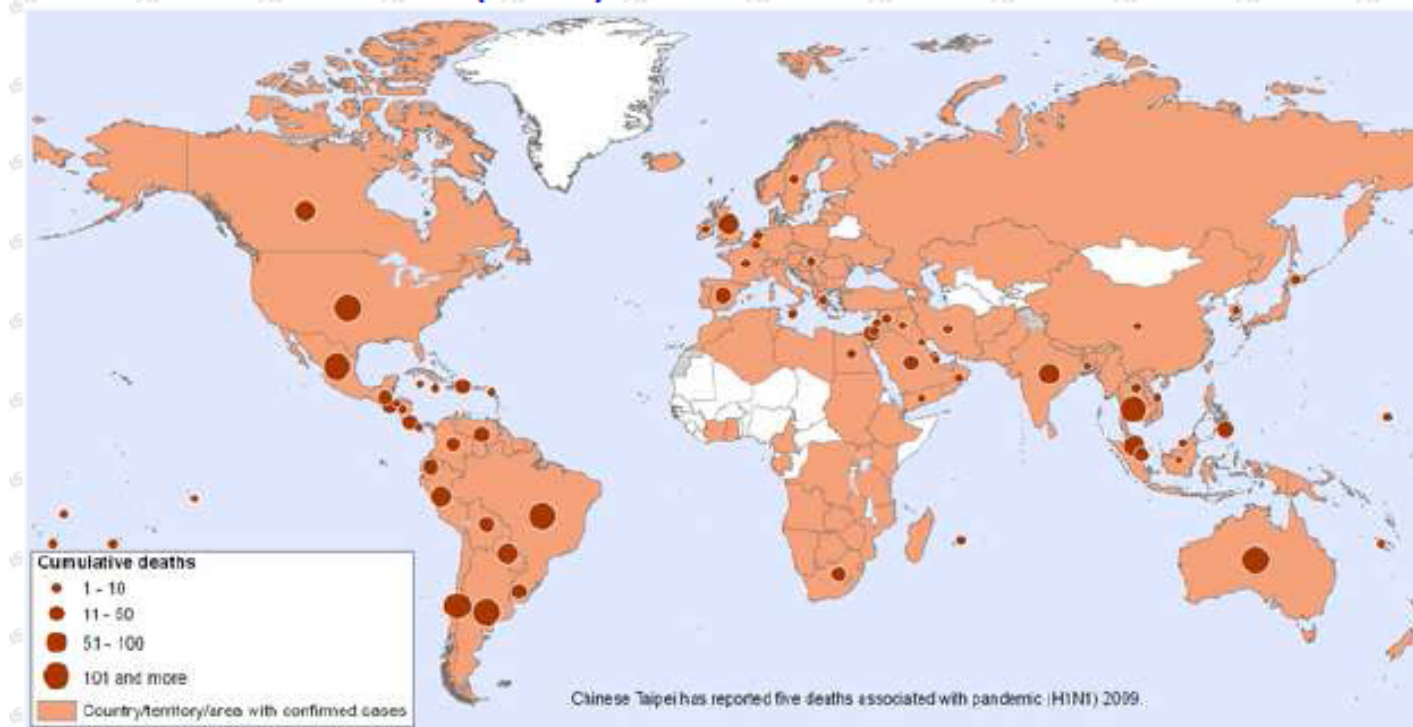 Cumulative deaths
1 - 10
11 - 50
51 - 100
101 and more
Country/territory/area with confirmed cases
Chinese Taipei has reported five deaths associated with pandemic (H1N1) 2009.